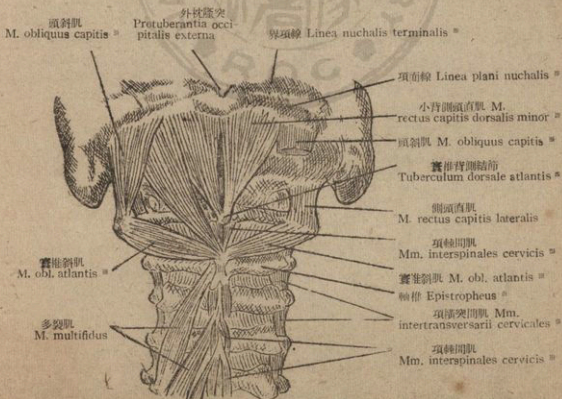 頭斜肌
M. obliquus capitis
外枕隆突
Protuberantia occi
pitalis externa
界項線 Linea nuchalis terminalis
項面線 Linea plani nuchalis
小背側頭直肌 M.
rectus capitis dorsalis minor
頭斜肌 M. obliquus capitis
寰椎背側結節
Tuberculum dorsale atlantis
側頭直肌
M. rectus capitis lateralis
項棘間肌
Mm. interspinales cervicis
寰椎斜肌 M. obl. atlantis
軸椎 Epistropheus
項橫突間肌 Mm.
intertransversarii cervicales
項棘間肌
Mm. interspinales cervicis
寰椎斜肌
M. obl. atlantis
多裂肌
M. multifidus